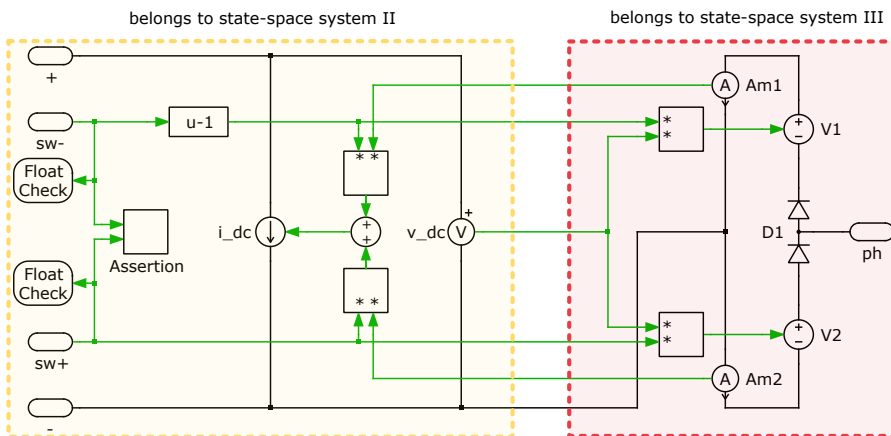 belongs to state-space system II
belongs to state-space system III
+
A
Am1
sw-
u-1
*
*
+
−
V1
Float
Check
* *
+
i_dc
+
+
v_dc
V
D1
ph
Assertion
Float
Check
* *
*
*
+
−
V2
sw+
A
Am2
-